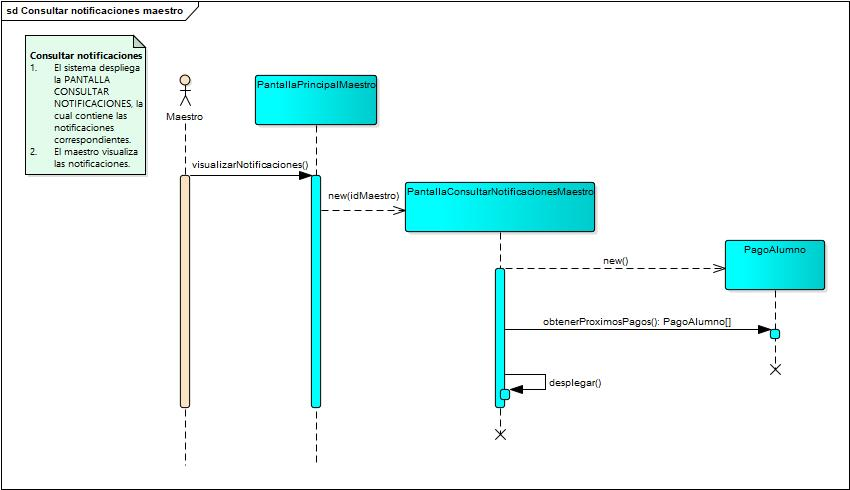 sd Consultar notificaciones maestro
Consultar notificaciones
1. El sistema despliega
la PANTALLA
CONSULTAR
NOTIFICACIONES, la
cual contiene las
notificaciones
correspondientes.
2. El maestro visualiza
las notificaciones.
Maestro
PantallaPrincipalMaestro
visualizarNotificaciones()
new(idMaestro)
PantallaConsultarNotificacionesMaestro
PagoAlumno
new()
obtenerProximosPagos(): PagoAlumno[]
desplegar()